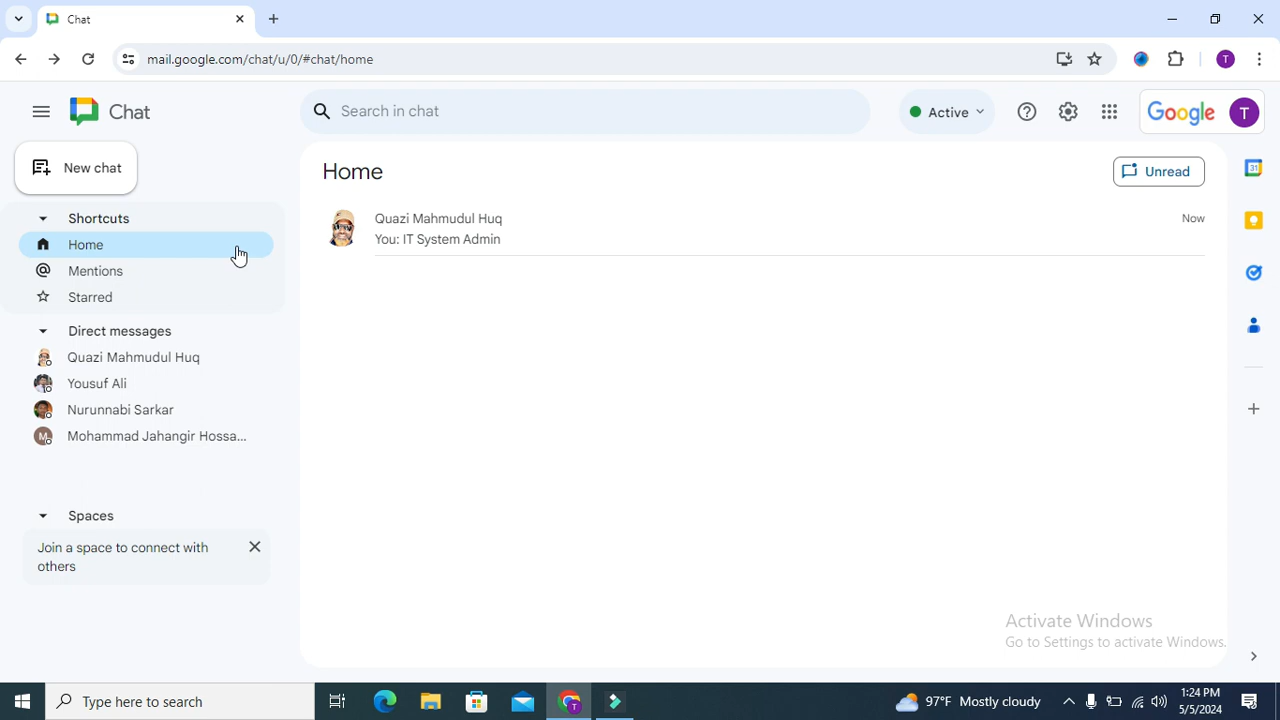 Chat
mail.google.com/chat/u/0/#chat/home
T
Chat
Search in chat
Active
Google
T
New chat
Shortcuts
Home
Mentions
Starred
Direct messages
Quazi Mahmudul Huq
Yousuf Ali
Nurunnabi Sarkar
M
Mohammad Jahangir Hossa...
Spaces
Join a space to connect with
others
Home
Unread
Quazi Mahmudul Huq
Now
You: IT System Admin
31
Activate Windows
Go to Settings to activate Windows.
Type here to search
T
97°F Mostly cloudy
1:24 PM
5/5/2024